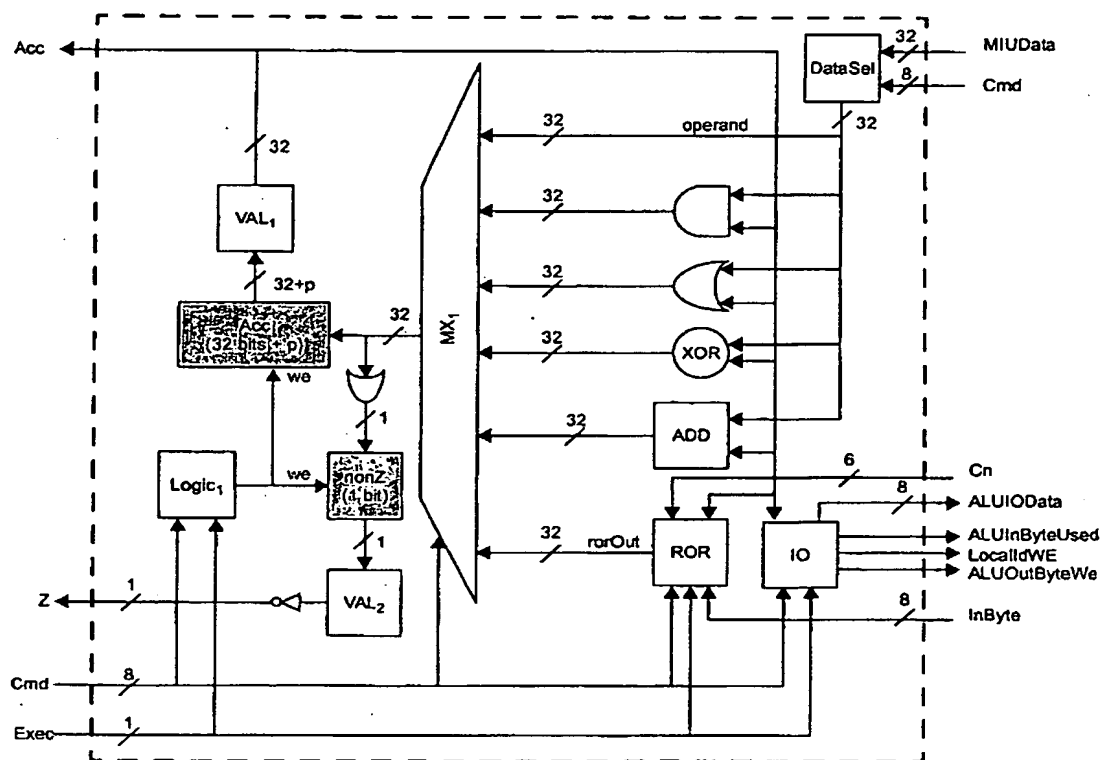 Acc
32
MIUData
DataSel
8
Cmd
32
32
operand
32
32
VAL1
32+p
32
Acc
(32 bits + p)
32
MX1
32
XOR
we
1
32
ADD
Logic1
we
nonZ
(1 bit)
6
Cn
8
ALUIOData
1
32
rorOut
ROR
IO
ALUInByteUsed
LocalIdWE
ALUOutByteWe
Z
1
VAL2
8
InByte
Cmd
8
Exec
1